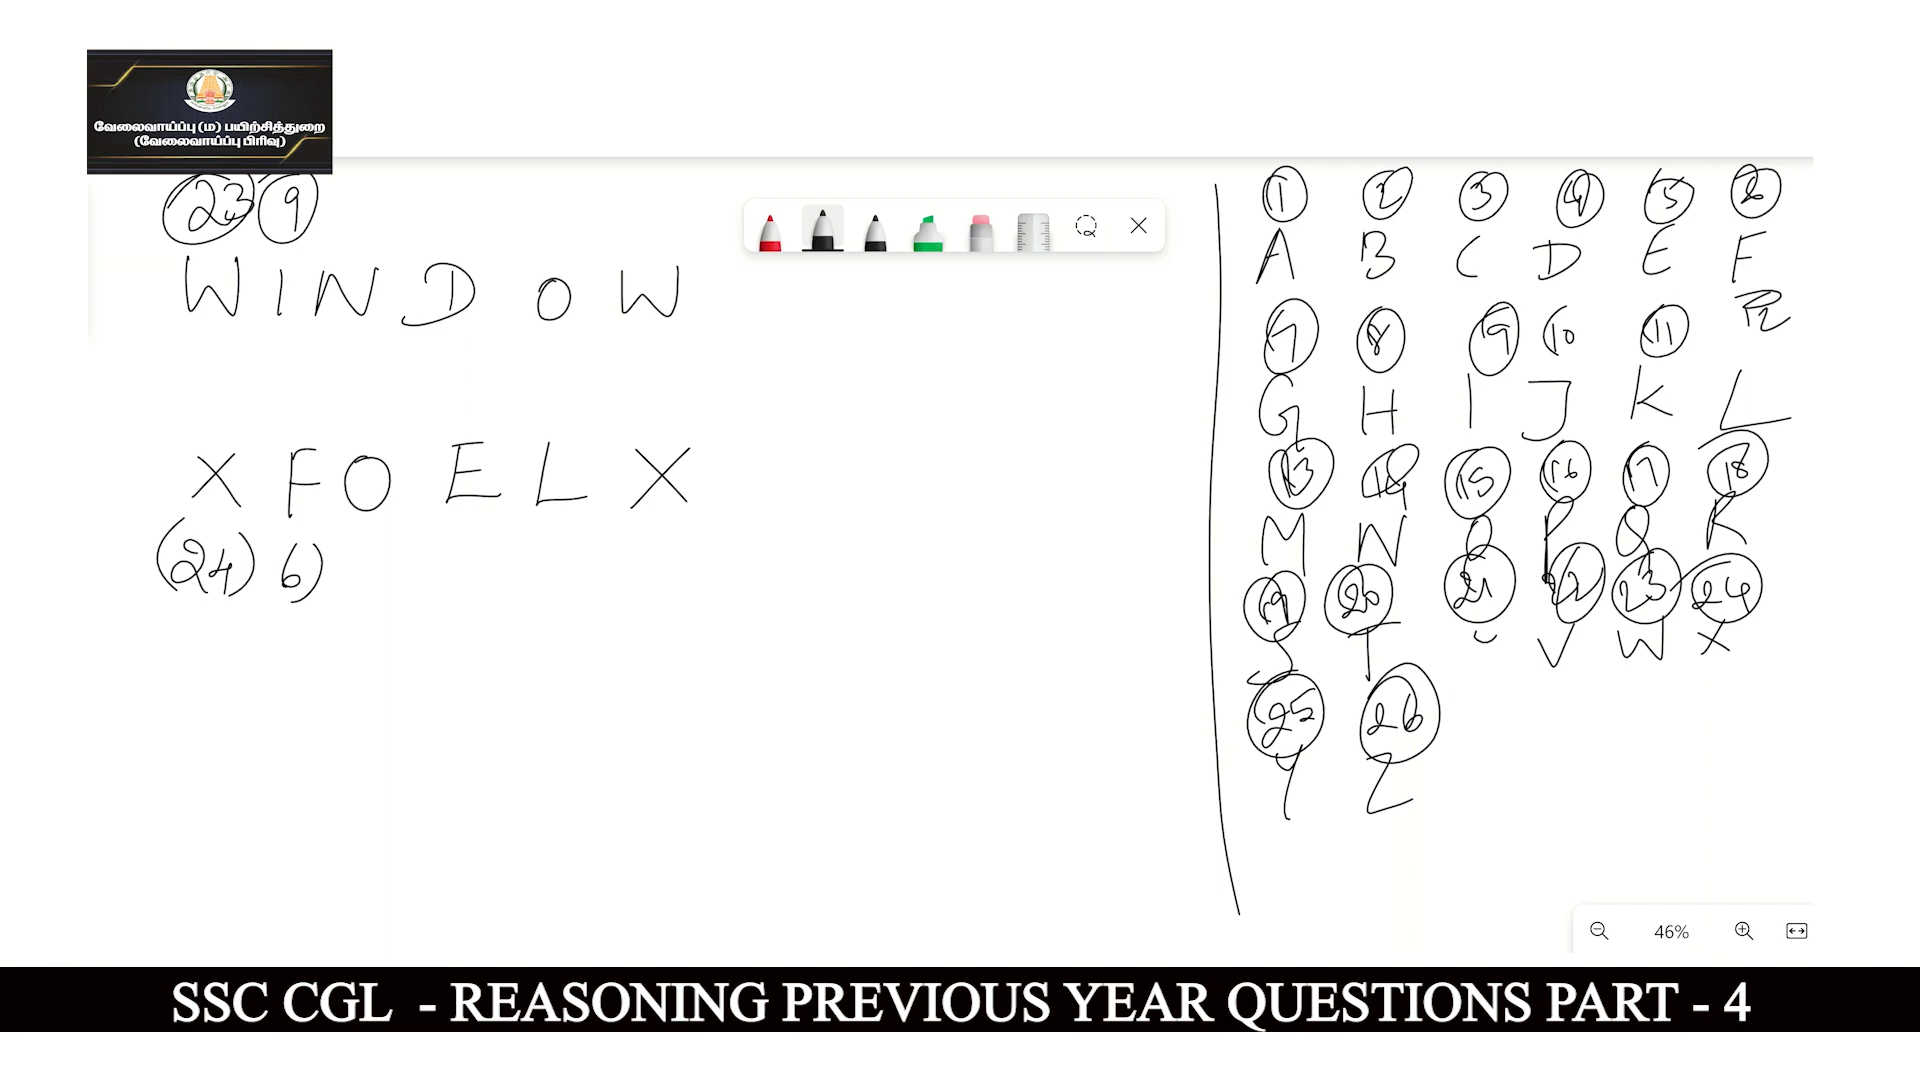 வேலைவாய்ப்பு (ம) பயிற்சித்துறை
(வேலைவாய்ப்பு பிரிவு)
23 9
W I N D O W
X F O E L X
(24) 6)
1 2 3 4 5 6
A B C D E F
7 8 9 10 11 12
G H I J K L
13 14 15 16 17 18
M N O P Q R
19 20 21 22 23 24
S T U V W X
25 26
Y Z
46%
SSC CGL - REASONING PREVIOUS YEAR QUESTIONS PART - 4